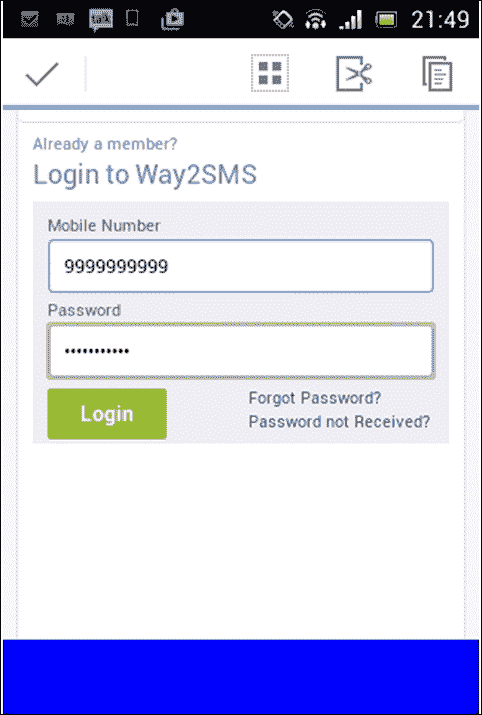 21:49
Already a member?
Login to Way2SMS
Mobile Number
9999999999
Password
•••••••••••
Login
Forgot Password?
Password not Received?